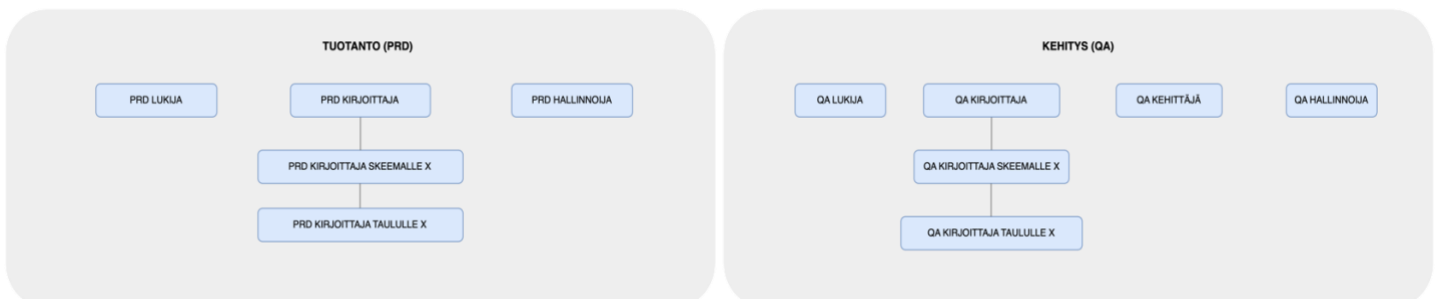 TUOTANTO (PRD)
PRD LUKIJA
PRD KIRJOITTAJA
PRD HALLINNOIJA
PRD KIRJOITTAJA SKEEMALLE X
PRD KIRJOITTAJA TAULULLE X
KEHITYS (QA)
QA LUKIJA
QA KIRJOITTAJA
QA KEHITTÄJÄ
QA HALLINNOIJA
QA KIRJOITTAJA SKEEMALLE X
QA KIRJOITTAJA TAULULLE X